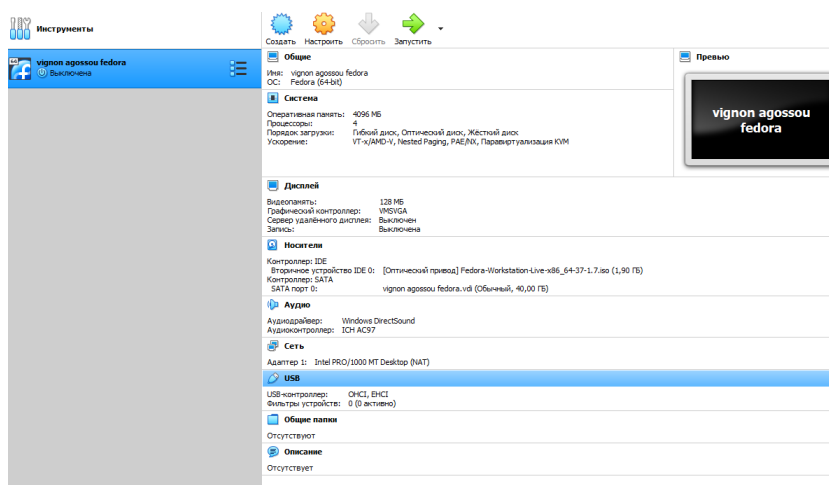 Инструменты
Создать Настроить Сбросить Запустить
64
vignon agossou fedora
Выключена
Общие
Имя: vignon agossou fedora
ОС: Fedora (64-bit)
Превью
vignon agossou
fedora
Система
Оперативная память: 4096 МБ
Процессоры: 4
Порядок загрузки: Гибкий диск, Оптический диск, Жёсткий диск
Ускорение: VT-x/AMD-V, Nested Paging, PAE/NX, Паравиртуализация KVM
Дисплей
Видеопамять: 128 МБ
Графический контроллер: VMSVGA
Сервер удалённого дисплея: Выключен
Запись: Выключена
Носители
Контроллер: IDE
Вторичное устройство IDE 0: [Оптический привод] Fedora-Workstation-Live-x86_64-37-1.7.iso (1,90 ГБ)
Контроллер: SATA
SATA порт 0: vignon agossou fedora.vdi (Обычный, 40,00 ГБ)
Аудио
Аудиодрайвер: Windows DirectSound
Аудиоконтроллер: ICH AC97
Сеть
Адаптер 1: Intel PRO/1000 MT Desktop (NAT)
USB
USB-контроллер: OHCI, EHCI
Фильтры устройств: 0 (0 активно)
Общие папки
Отсутствуют
Описание
Отсутствует